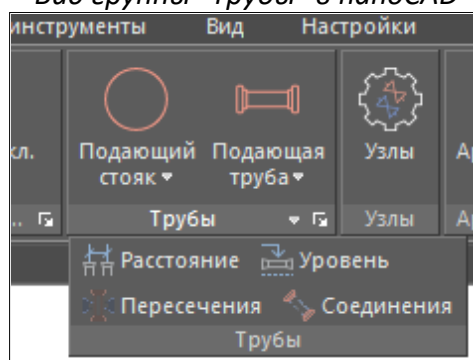 Вид группы "Трубы" в nanoCAD
инструменты Вид Настройки
кл. Подающий Подающая Узлы
стояк труба
.. Трубы Узлы
Расстояние Уровень
Пересечения Соединения
Трубы